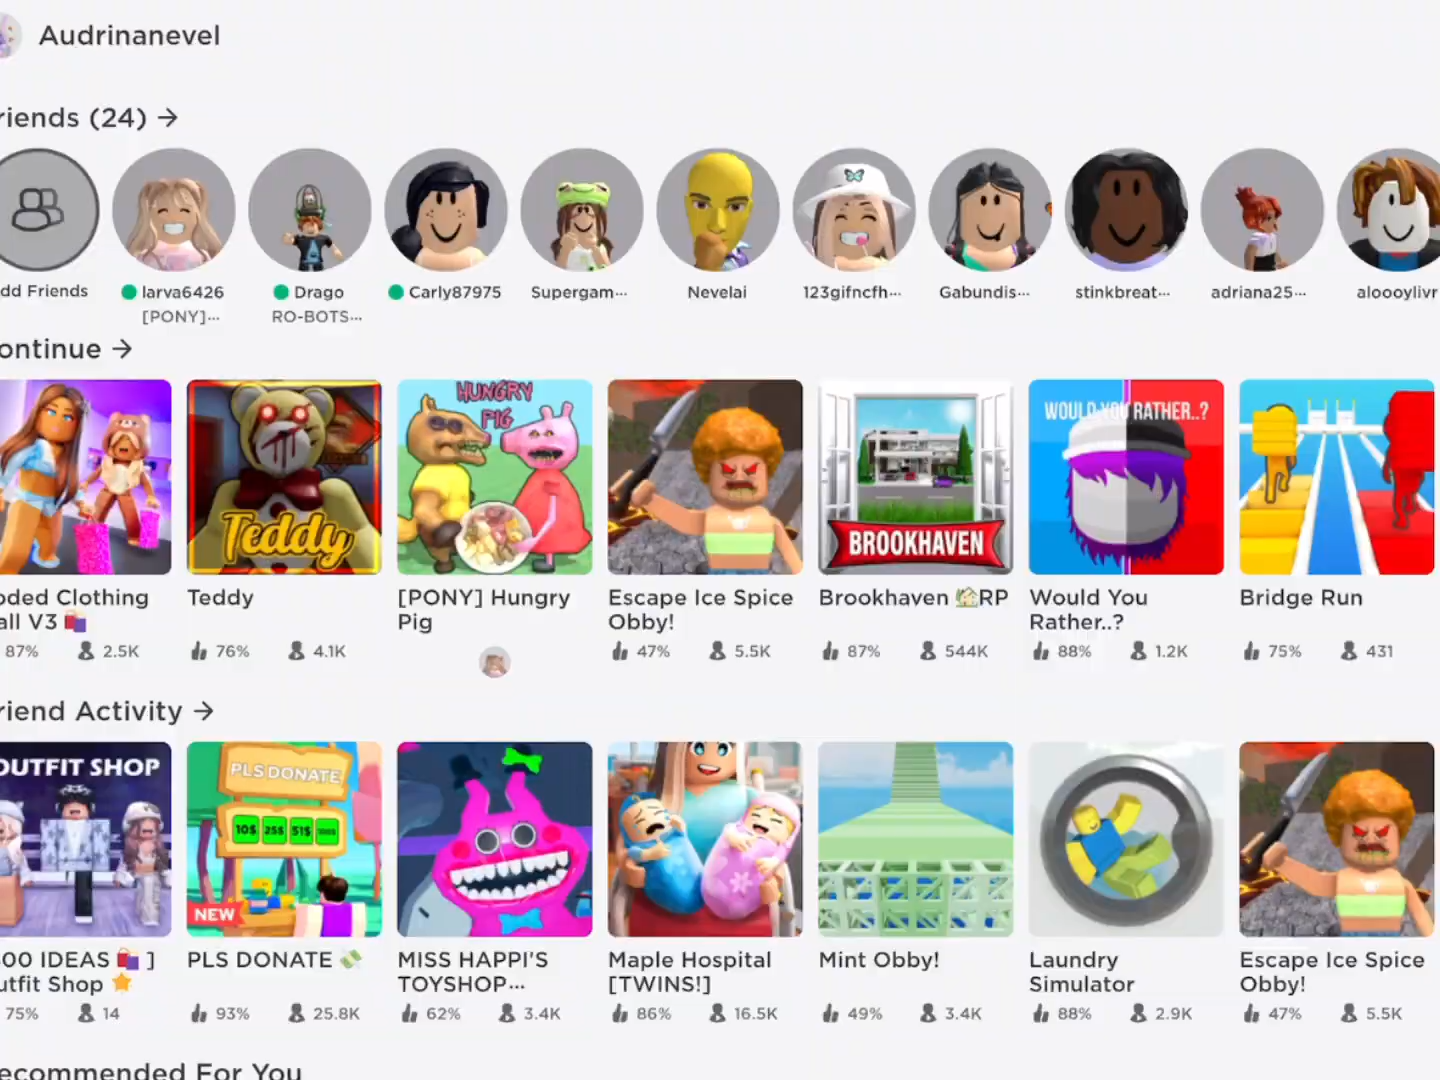 Audrinanevel
riends (24) →
dd Friends
larva6426
[PONY]...
Drago
RO-BOTS...
Carly87975
Supergam...
Nevelai
123gifncfh...
Gabundis...
stinkbreat...
adriana25...
aloooylivr
ontinue →
Teddy
HUNGRY
PIG
BROOKHAVEN
WOULD YOU RATHER..?
oded Clothing
all V3 🛍️
87% 2.5K
Teddy
76% 4.1K
[PONY] Hungry
Pig
Escape Ice Spice
Obby!
47% 5.5K
Brookhaven 🏡RP
87% 544K
Would You
Rather..?
88% 1.2K
Bridge Run
75% 431
riend Activity →
OUTFIT SHOP
PLS DONATE
10$ 25$ 51$
NEW
00 IDEAS 🛍️ ]
utfit Shop ⭐
75% 14
PLS DONATE 💸
93% 25.8K
MISS HAPPI'S
TOYSHOP...
62% 3.4K
Maple Hospital
[TWINS!]
86% 16.5K
Mint Obby!
49% 3.4K
Laundry
Simulator
88% 2.9K
Escape Ice Spice
Obby!
47% 5.5K
ecommended For You